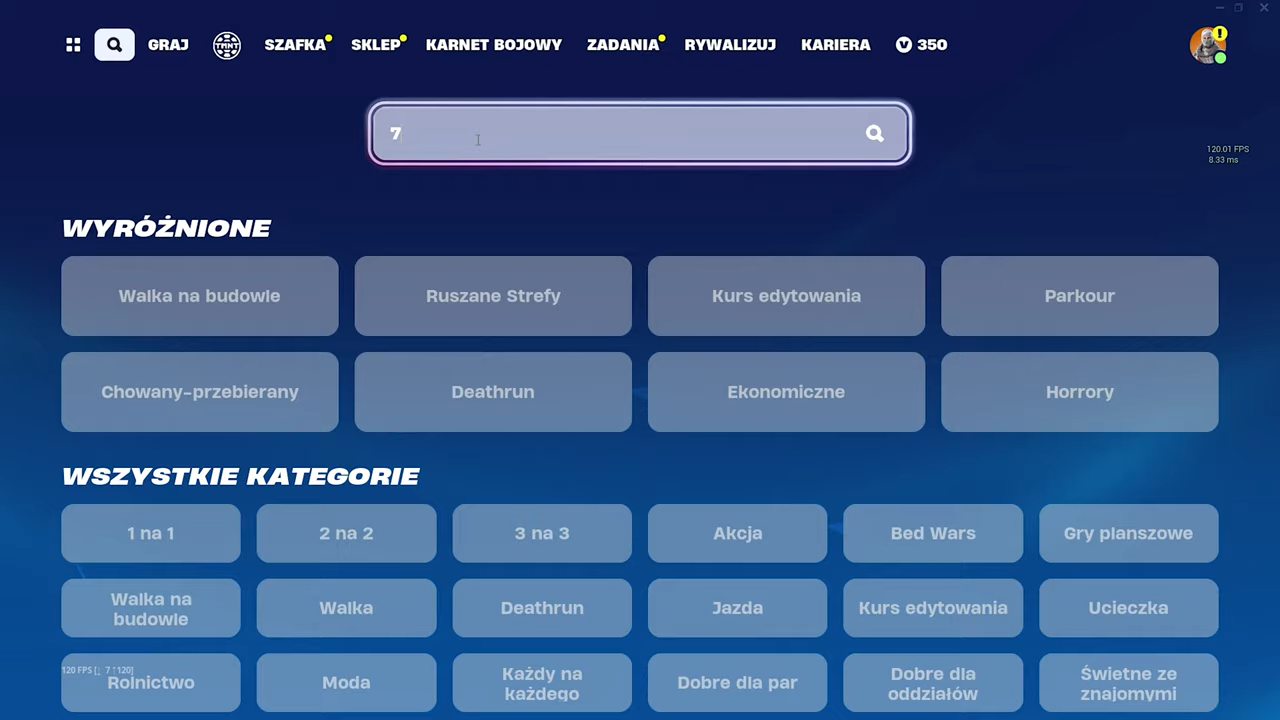 GRAJ TMNT SZAFKA SKLEP KARNET BOJOWY ZADANIA RYWALIZUJ KARIERA V 350 !
7
120.01 FPS
8.33 ms
WYRÓŻNIONE
Walka na budowie Ruszane Strefy Kurs edytowania Parkour
Chowany-przebierany Deathrun Ekonomiczne Horrory
WSZYSTKIE KATEGORIE
1 na 1 2 na 2 3 na 3 Akcja Bed Wars Gry planszowe
Walka na budowie Walka Deathrun Jazda Kurs edytowania Ucieczka
120 FPS
Rolnictwo Moda Każdy na każdego Dobre dla par Dobre dla oddziałów Świetne ze znajomymi